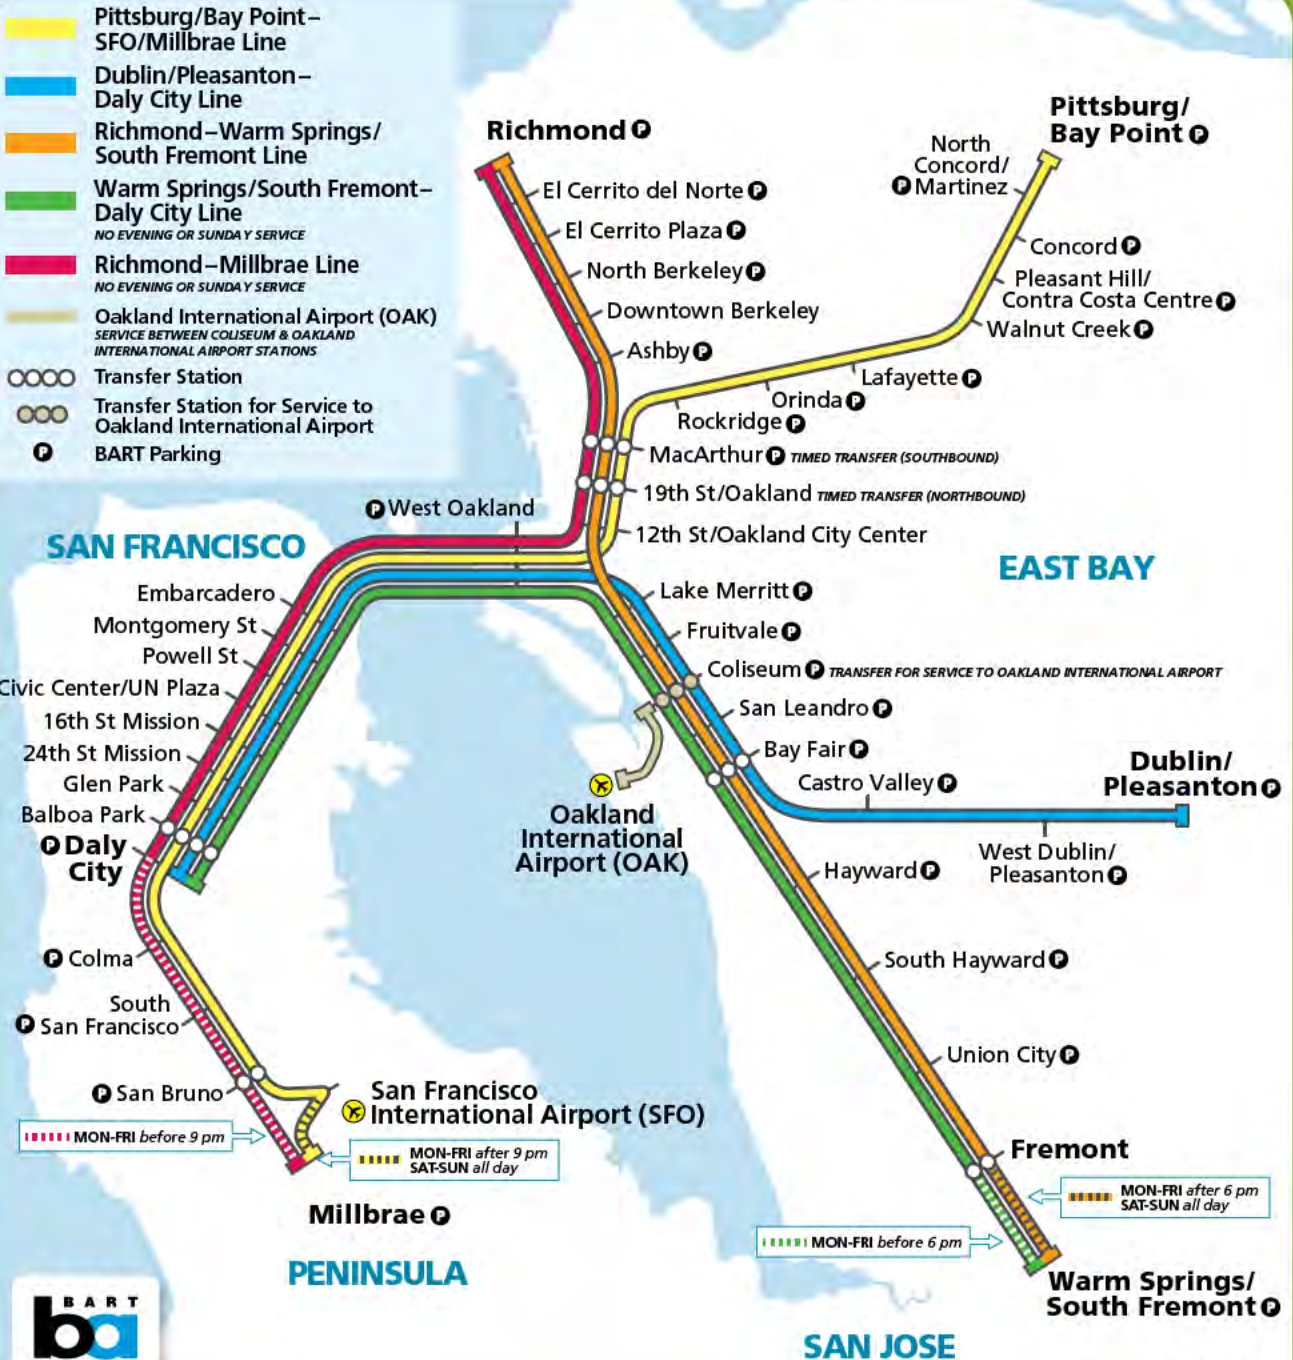 Pittsburg/Bay Point–
SFO/Millbrae Line
Dublin/Pleasanton–
Daly City Line
Richmond–Warm Springs/
South Fremont Line
Warm Springs/South Fremont–
Daly City Line
NO EVENING OR SUNDAY SERVICE
Richmond–Millbrae Line
NO EVENING OR SUNDAY SERVICE
Oakland International Airport (OAK)
SERVICE BETWEEN COLISEUM & OAKLAND
INTERNATIONAL AIRPORT STATIONS
Transfer Station
Transfer Station for Service to
Oakland International Airport
P BART Parking
Richmond P
El Cerrito del Norte P
El Cerrito Plaza P
North Berkeley P
Downtown Berkeley
Ashby P
Pittsburg/
Bay Point P
North
Concord/
P Martinez
Concord P
Pleasant Hill/
Contra Costa Centre P
Walnut Creek P
Lafayette P
Orinda P
Rockridge P
MacArthur P TIMED TRANSFER (SOUTHBOUND)
19th St/Oakland TIMED TRANSFER (NORTHBOUND)
12th St/Oakland City Center
P West Oakland
SAN FRANCISCO
EAST BAY
Embarcadero
Montgomery St
Powell St
Civic Center/UN Plaza
16th St Mission
24th St Mission
Glen Park
Balboa Park
P Daly
City
P Colma
South
P San Francisco
P San Bruno
San Francisco
International Airport (SFO)
MON-FRI before 9 pm
MON-FRI after 9 pm
SAT-SUN all day
Millbrae P
PENINSULA
Lake Merritt P
Fruitvale P
Coliseum P TRANSFER FOR SERVICE TO OAKLAND INTERNATIONAL AIRPORT
San Leandro P
Bay Fair P
Castro Valley P
Dublin/
Pleasanton P
West Dublin/
Pleasanton P
Oakland
International
Airport (OAK)
Hayward P
South Hayward P
Union City P
Fremont
MON-FRI after 6 pm
SAT-SUN all day
MON-FRI before 6 pm
Warm Springs/
South Fremont P
SAN JOSE
BART
ba